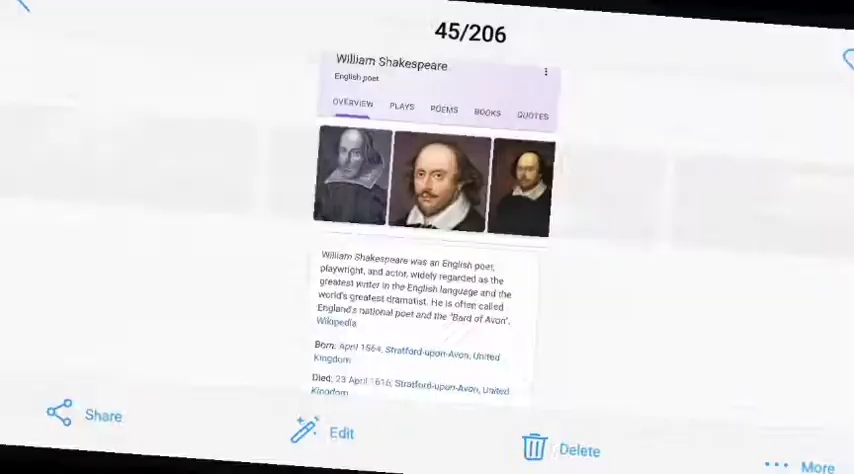 45/206
William Shakespeare
English poet
OVERVIEW PLAYS POEMS BOOKS QUOTES
William Shakespeare was an English poet,
playwright, and actor, widely regarded as the
greatest writer in the English language and the
world's greatest dramatist. He is often called
England's national poet and the "Bard of Avon".
Wikipedia
Born: April 1564, Stratford-upon-Avon, United
Kingdom
Died: 23 April 1616, Stratford-upon-Avon, United
Kingdom
Share Edit Delete More